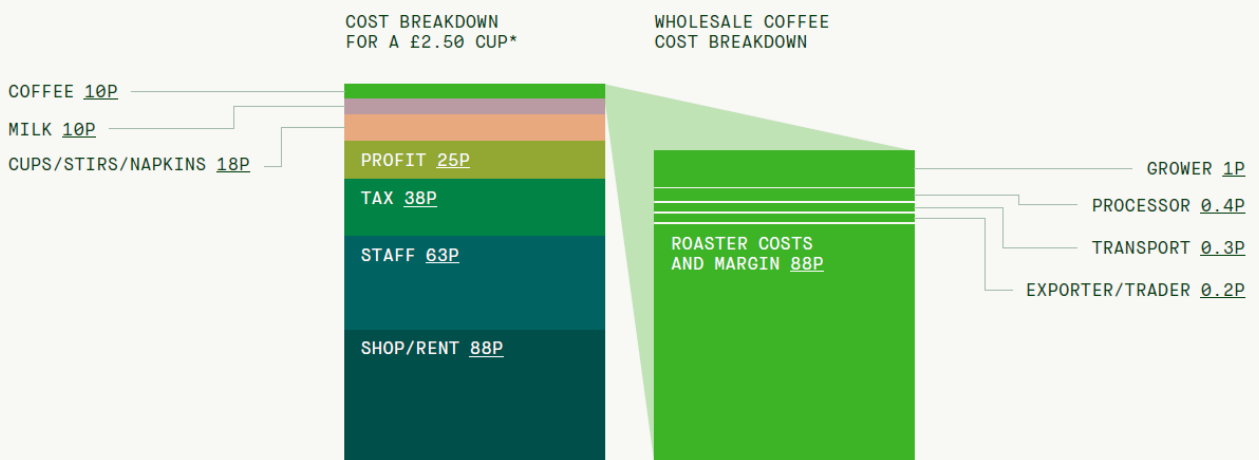 COST BREAKDOWN
FOR A £2.50 CUP*
WHOLESALE COFFEE
COST BREAKDOWN
COFFEE 10P
MILK 10P
CUPS/STIRS/NAPKINS 18P
PROFIT 25P
TAX 38P
STAFF 63P
SHOP/RENT 88P
GROWER 1P
PROCESSOR 0.4P
TRANSPORT 0.3P
EXPORTER/TRADER 0.2P
ROASTER COSTS
AND MARGIN 88P